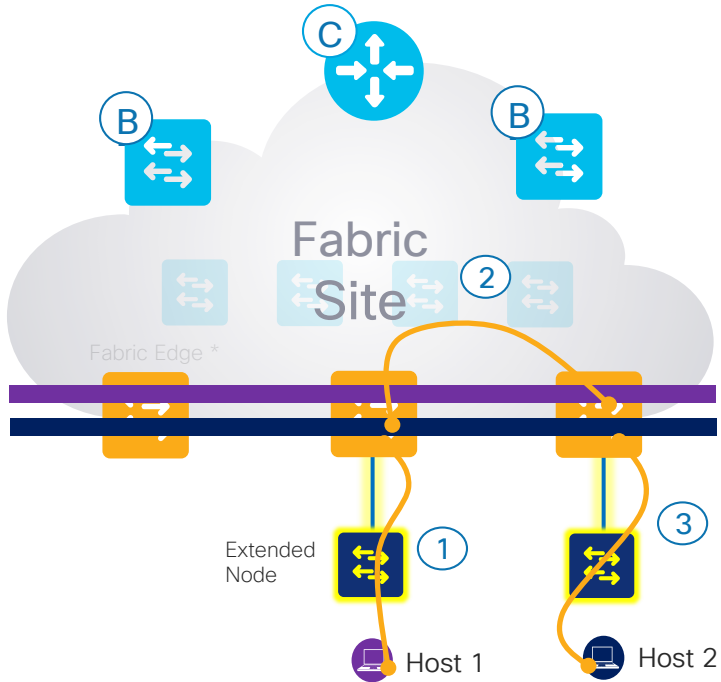 C
B
B
Fabric
Site
2
Fabric Edge *
1
3
Extended
Node
Host 1
Host 2